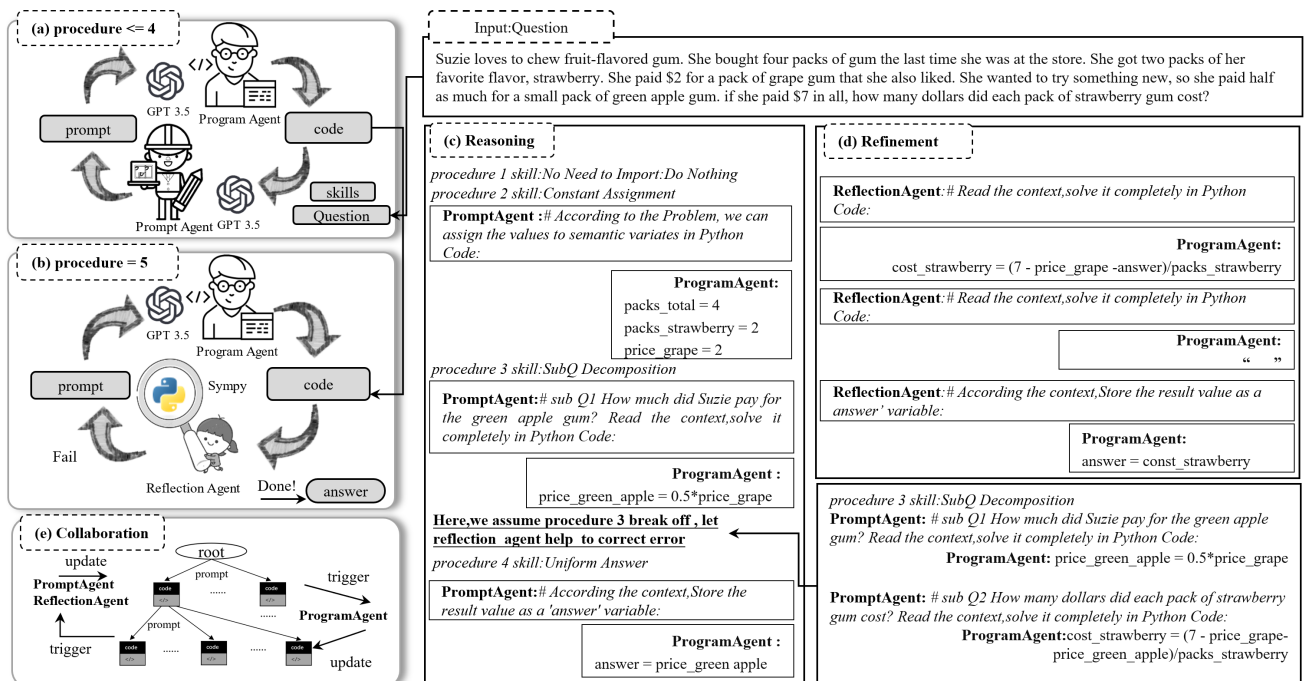 (a) procedure <= 4
</>
GPT 3.5
Program Agent
prompt
code
skills
Question
Prompt Agent
GPT 3.5
(b) procedure = 5
</>
GPT 3.5
Program Agent
prompt
Sympy
code
Fail
Reflection Agent
Done!
answer
(e) Collaboration
root
update
prompt
trigger
PromptAgent
ReflectionAgent
code
</>
......
code
</>
......
ProgramAgent
prompt
trigger
code
</>
......
code
</>
......
code
</>
update
Input:Question
Suzie loves to chew fruit-flavored gum. She bought four packs of gum the last time she was at the store. She got two packs of her
favorite flavor, strawberry. She paid $2 for a pack of grape gum that she also liked. She wanted to try something new, so she paid half
as much for a small pack of green apple gum. if she paid $7 in all, how many dollars did each pack of strawberry gum cost?
(c) Reasoning
procedure 1 skill:No Need to Import:Do Nothing
procedure 2 skill:Constant Assignment
PromptAgent :# According to the Problem, we can
assign the values to semantic variates in Python
Code:
ProgramAgent:
packs_total = 4
packs_strawberry = 2
price_grape = 2
procedure 3 skill:SubQ Decomposition
PromptAgent:# sub Q1 How much did Suzie pay for
the green apple gum? Read the context,solve it
completely in Python Code:
ProgramAgent :
price_green_apple = 0.5*price_grape
Here,we assume procedure 3 break off , let
reflection_agent help to correct error
procedure 4 skill:Uniform Answer
PromptAgent:# According the context,Store the
result value as a 'answer' variable:
ProgramAgent :
answer = price_green apple
(d) Refinement
ReflectionAgent:# Read the context,solve it completely in Python
Code:
ProgramAgent:
cost_strawberry = (7 - price_grape -answer)/packs_strawberry
ReflectionAgent:# Read the context,solve it completely in Python
Code:
ProgramAgent:
“ ”
ReflectionAgent:# According the context,Store the result value as a
answer’ variable:
ProgramAgent:
answer = const_strawberry
procedure 3 skill:SubQ Decomposition
PromptAgent: # sub Q1 How much did Suzie pay for the green apple
gum? Read the context,solve it completely in Python Code:
ProgramAgent: price_green_apple = 0.5*price_grape
PromptAgent: # sub Q2 How many dollars did each pack of strawberry
gum cost? Read the context,solve it completely in Python Code:
ProgramAgent:cost_strawberry = (7 - price_grape-
price_green_apple)/packs_strawberry